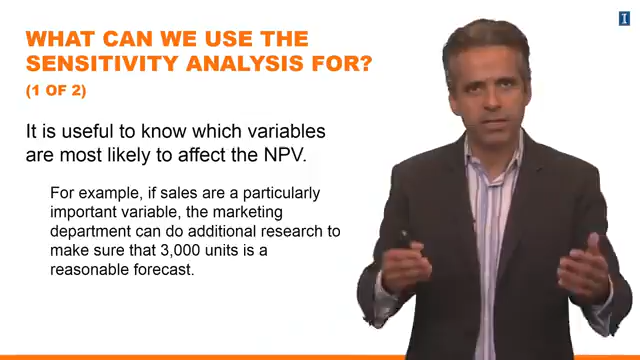 WHAT CAN WE USE THE
SENSITIVITY ANALYSIS FOR?
(1 OF 2)
It is useful to know which variables
are most likely to affect the NPV.
For example, if sales are a particularly
important variable, the marketing
department can do additional research to
make sure that 3,000 units is a
reasonable forecast.
I